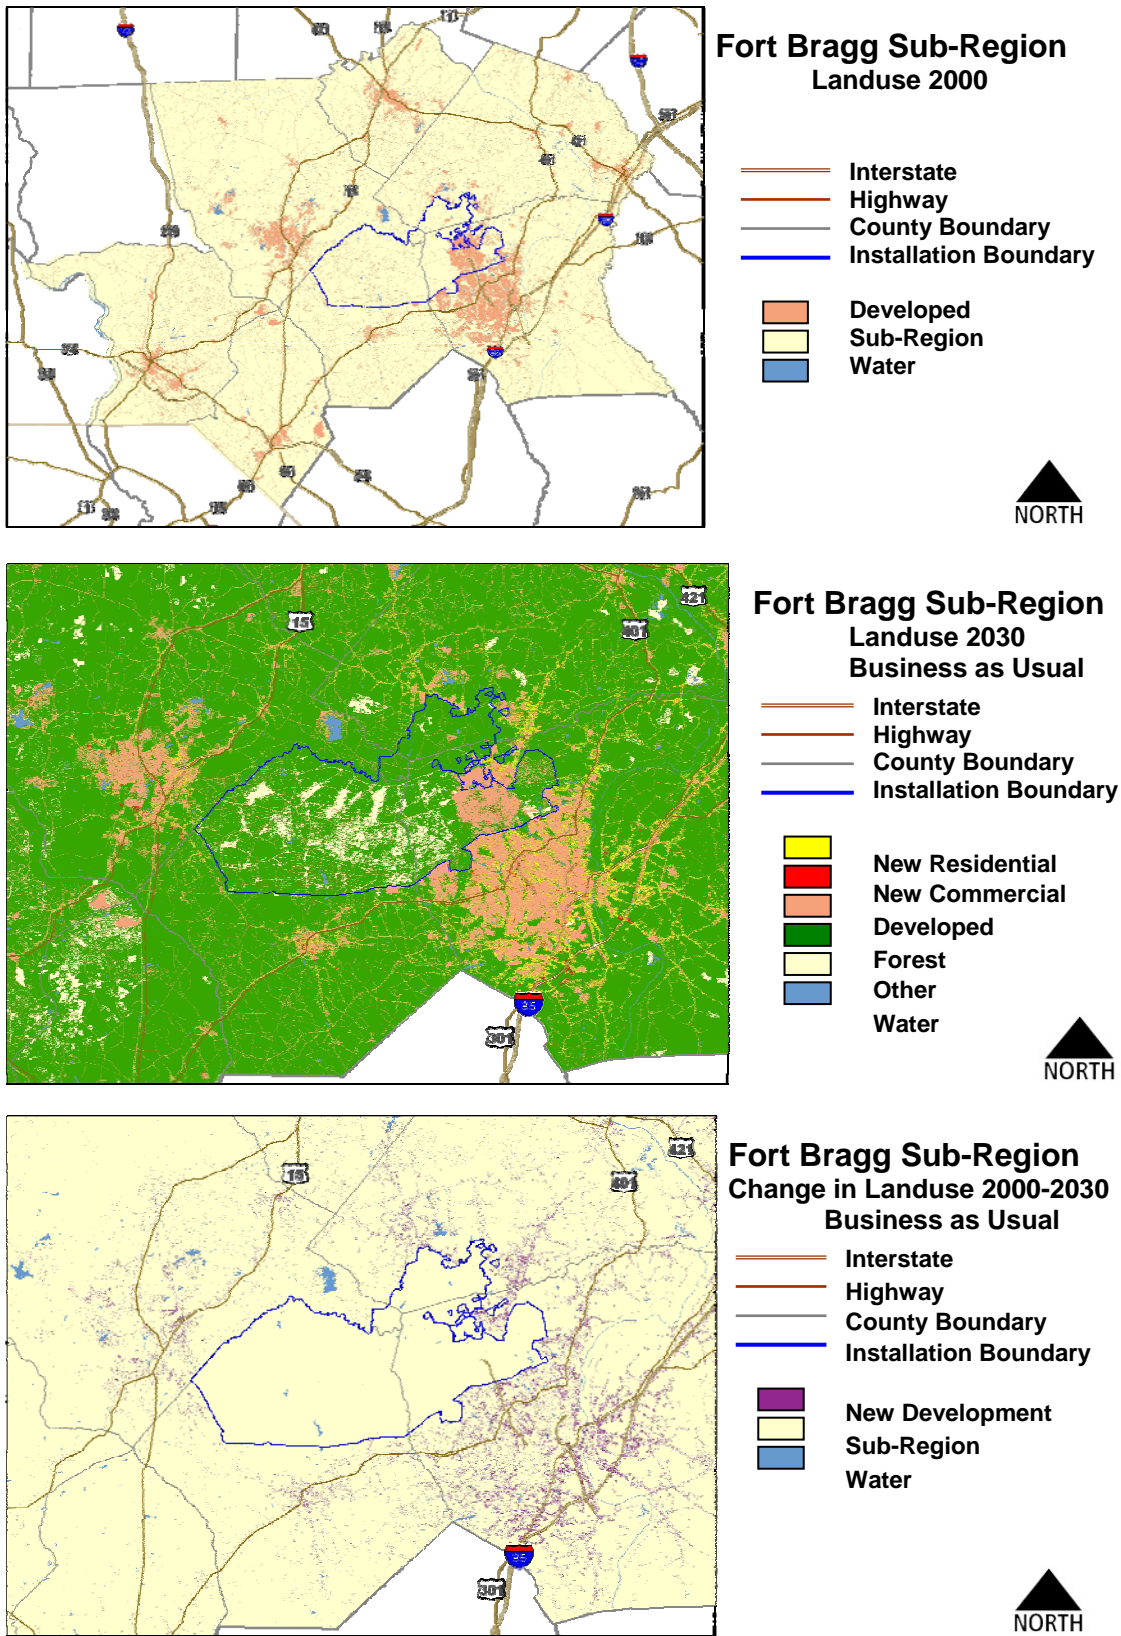 Fort Bragg Sub-Region
Landuse 2000
Interstate
Highway
County Boundary
Installation Boundary
Developed
Sub-Region
Water
NORTH
15
401
421
95
301
Fort Bragg Sub-Region
Landuse 2030
Business as Usual
Interstate
Highway
County Boundary
Installation Boundary
New Residential
New Commercial
Developed
Forest
Other
Water
NORTH
15
401
421
95
301
Fort Bragg Sub-Region
Change in Landuse 2000-2030
Business as Usual
Interstate
Highway
County Boundary
Installation Boundary
New Development
Sub-Region
Water
NORTH